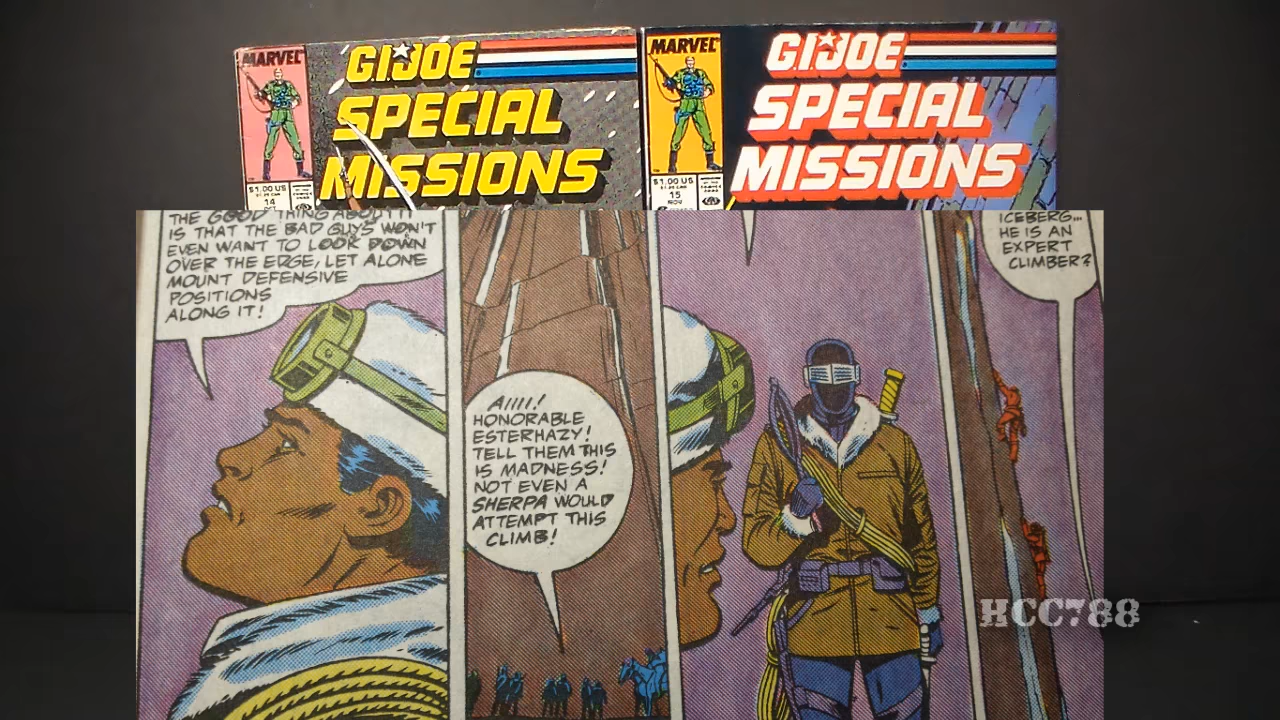 MARVEL
G.I. JOE
SPECIAL
MISSIONS
$1.00 US
14
MARVEL
G.I. JOE
SPECIAL
MISSIONS
$1.00 US
15
NOV
THE GOOD THING ABOUT IT
IS THAT THE BAD GUYS WON'T
EVEN WANT TO LOOK DOWN
OVER THE EDGE, LET ALONE
MOUNT DEFENSIVE
POSITIONS
ALONG IT!
AIIII!
HONORABLE
ESTERHAZY!
TELL THEM THIS
IS MADNESS!
NOT EVEN A
SHERPA WOULD
ATTEMPT THIS
CLIMB!
ICEBERG...
HE IS AN
EXPERT
CLIMBER?
HCC788